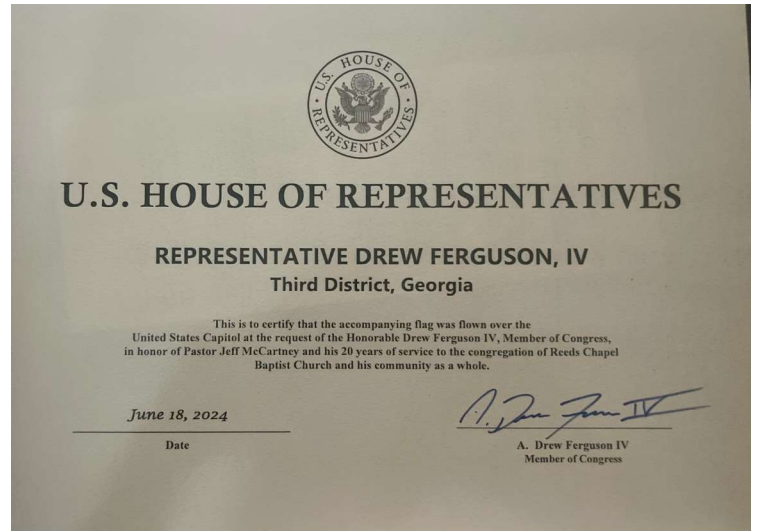 U.S. HOUSE OF REPRESENTATIVES
U.S. HOUSE OF REPRESENTATIVES
REPRESENTATIVE DREW FERGUSON, IV
Third District, Georgia
This is to certify that the accompanying flag was flown over the
United States Capitol at the request of the Honorable Drew Ferguson IV, Member of Congress,
in honor of Pastor Jeff McCartney and his 20 years of service to the congregation of Reeds Chapel
Baptist Church and his community as a whole.
June 18, 2024
Date
A. Drew Ferguson IV
Member of Congress